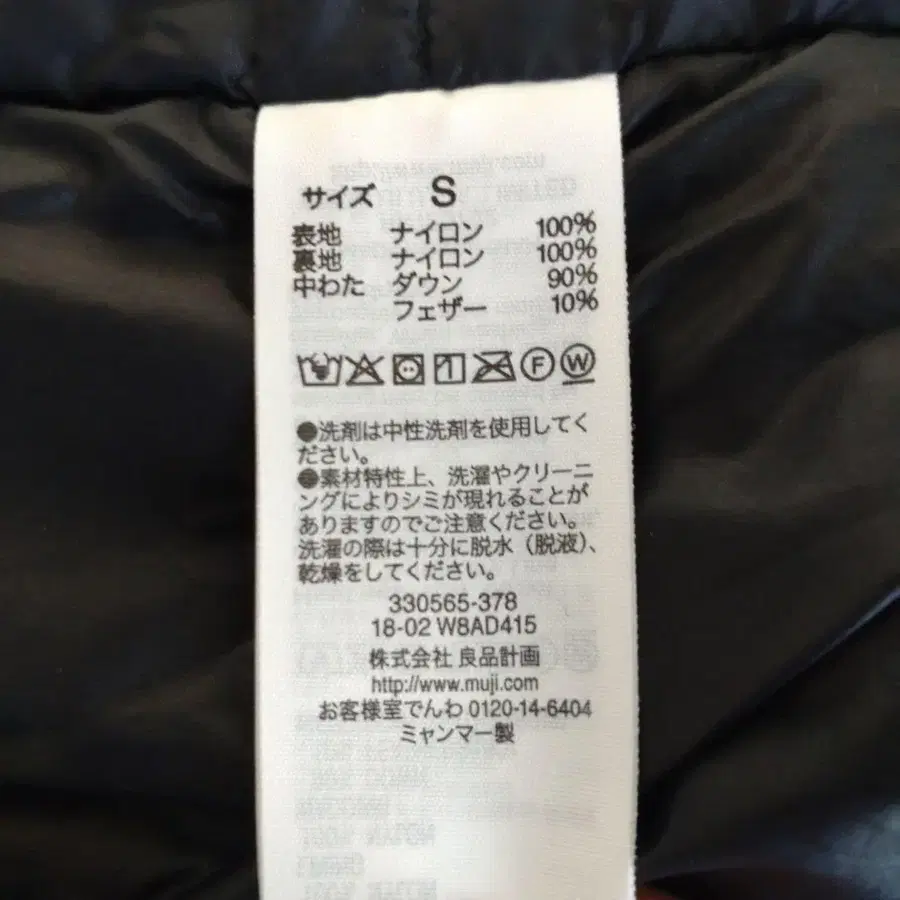 サイズ S
表地 ナイロン 100%
裏地 ナイロン 100%
中わた ダウン 90%
フェザー 10%
F W
●洗剤は中性洗剤を使用してく
ださい。
●素材特性上、洗濯やクリーニ
ングによりシミが現れることが
ありますのでご注意ください。
洗濯の際は十分に脱水（脱液）、
乾燥をしてください。
330565-378
18-02 W8AD415
株式会社 良品計画
http://www.muji.com
お客様室でんわ 0120-14-6404
ミャンマー製